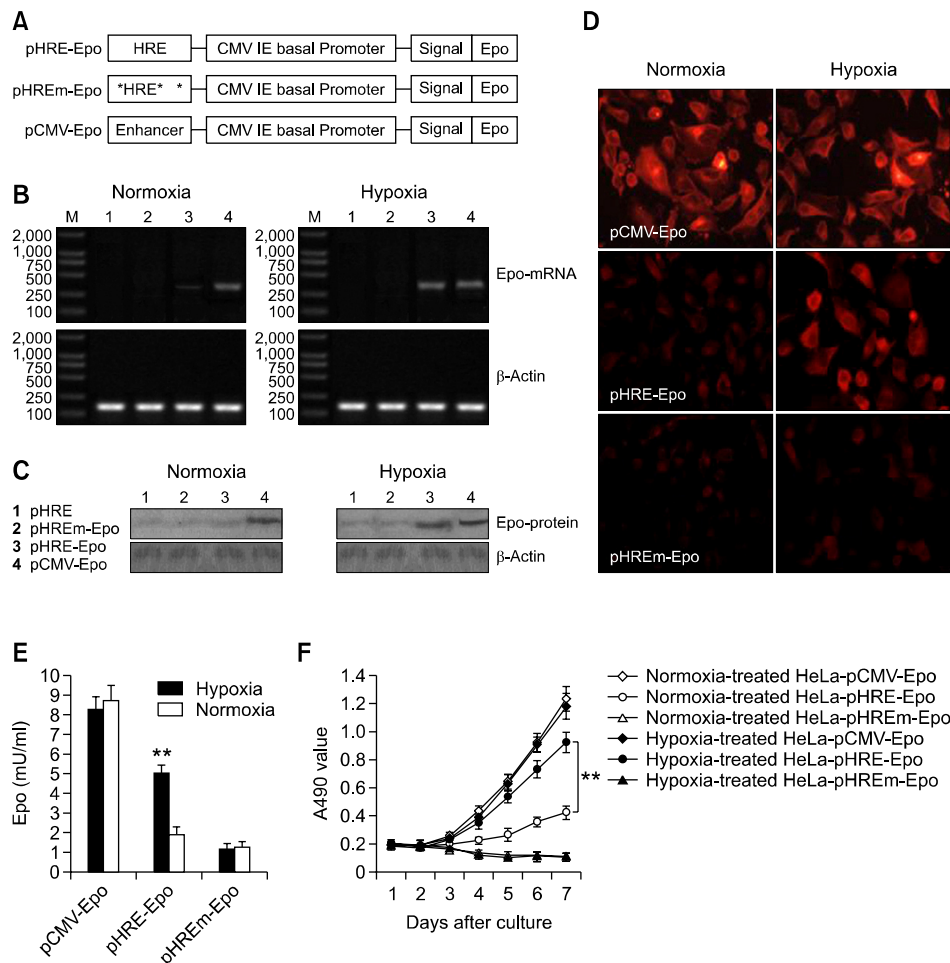 A
pHRE-Epo HRE CMV IE basal Promoter Signal Epo
pHREm-Epo *HRE* * CMV IE basal Promoter Signal Epo
pCMV-Epo Enhancer CMV IE basal Promoter Signal Epo
B
Normoxia Hypoxia
M 1 2 3 4 M 1 2 3 4
2,000 2,000
1,000 1,000
750 750
500 500
250 250
100 100
Epo-mRNA
2,000 2,000
1,000 1,000
750 750
500 500
250 250
100 100
β-Actin
C
Normoxia Hypoxia
1 2 3 4 1 2 3 4
1 pHRE
2 pHREm-Epo
3 pHRE-Epo
4 pCMV-Epo
Epo-protein
β-Actin
D
Normoxia Hypoxia
pCMV-Epo
pHRE-Epo
pHREm-Epo
E
Epo (mU/ml)
10
9
8
7
6
5
4
3
2
1
0
Hypoxia
Normoxia
**
pCMV-Epo
pHRE-Epo
pHREm-Epo
F
A490 value
1.4
1.2
1.0
0.8
0.6
0.4
0.2
0
1 2 3 4 5 6 7
Days after culture
**
Normoxia-treated HeLa-pCMV-Epo
Normoxia-treated HeLa-pHRE-Epo
Normoxia-treated HeLa-pHREm-Epo
Hypoxia-treated HeLa-pCMV-Epo
Hypoxia-treated HeLa-pHRE-Epo
Hypoxia-treated HeLa-pHREm-Epo